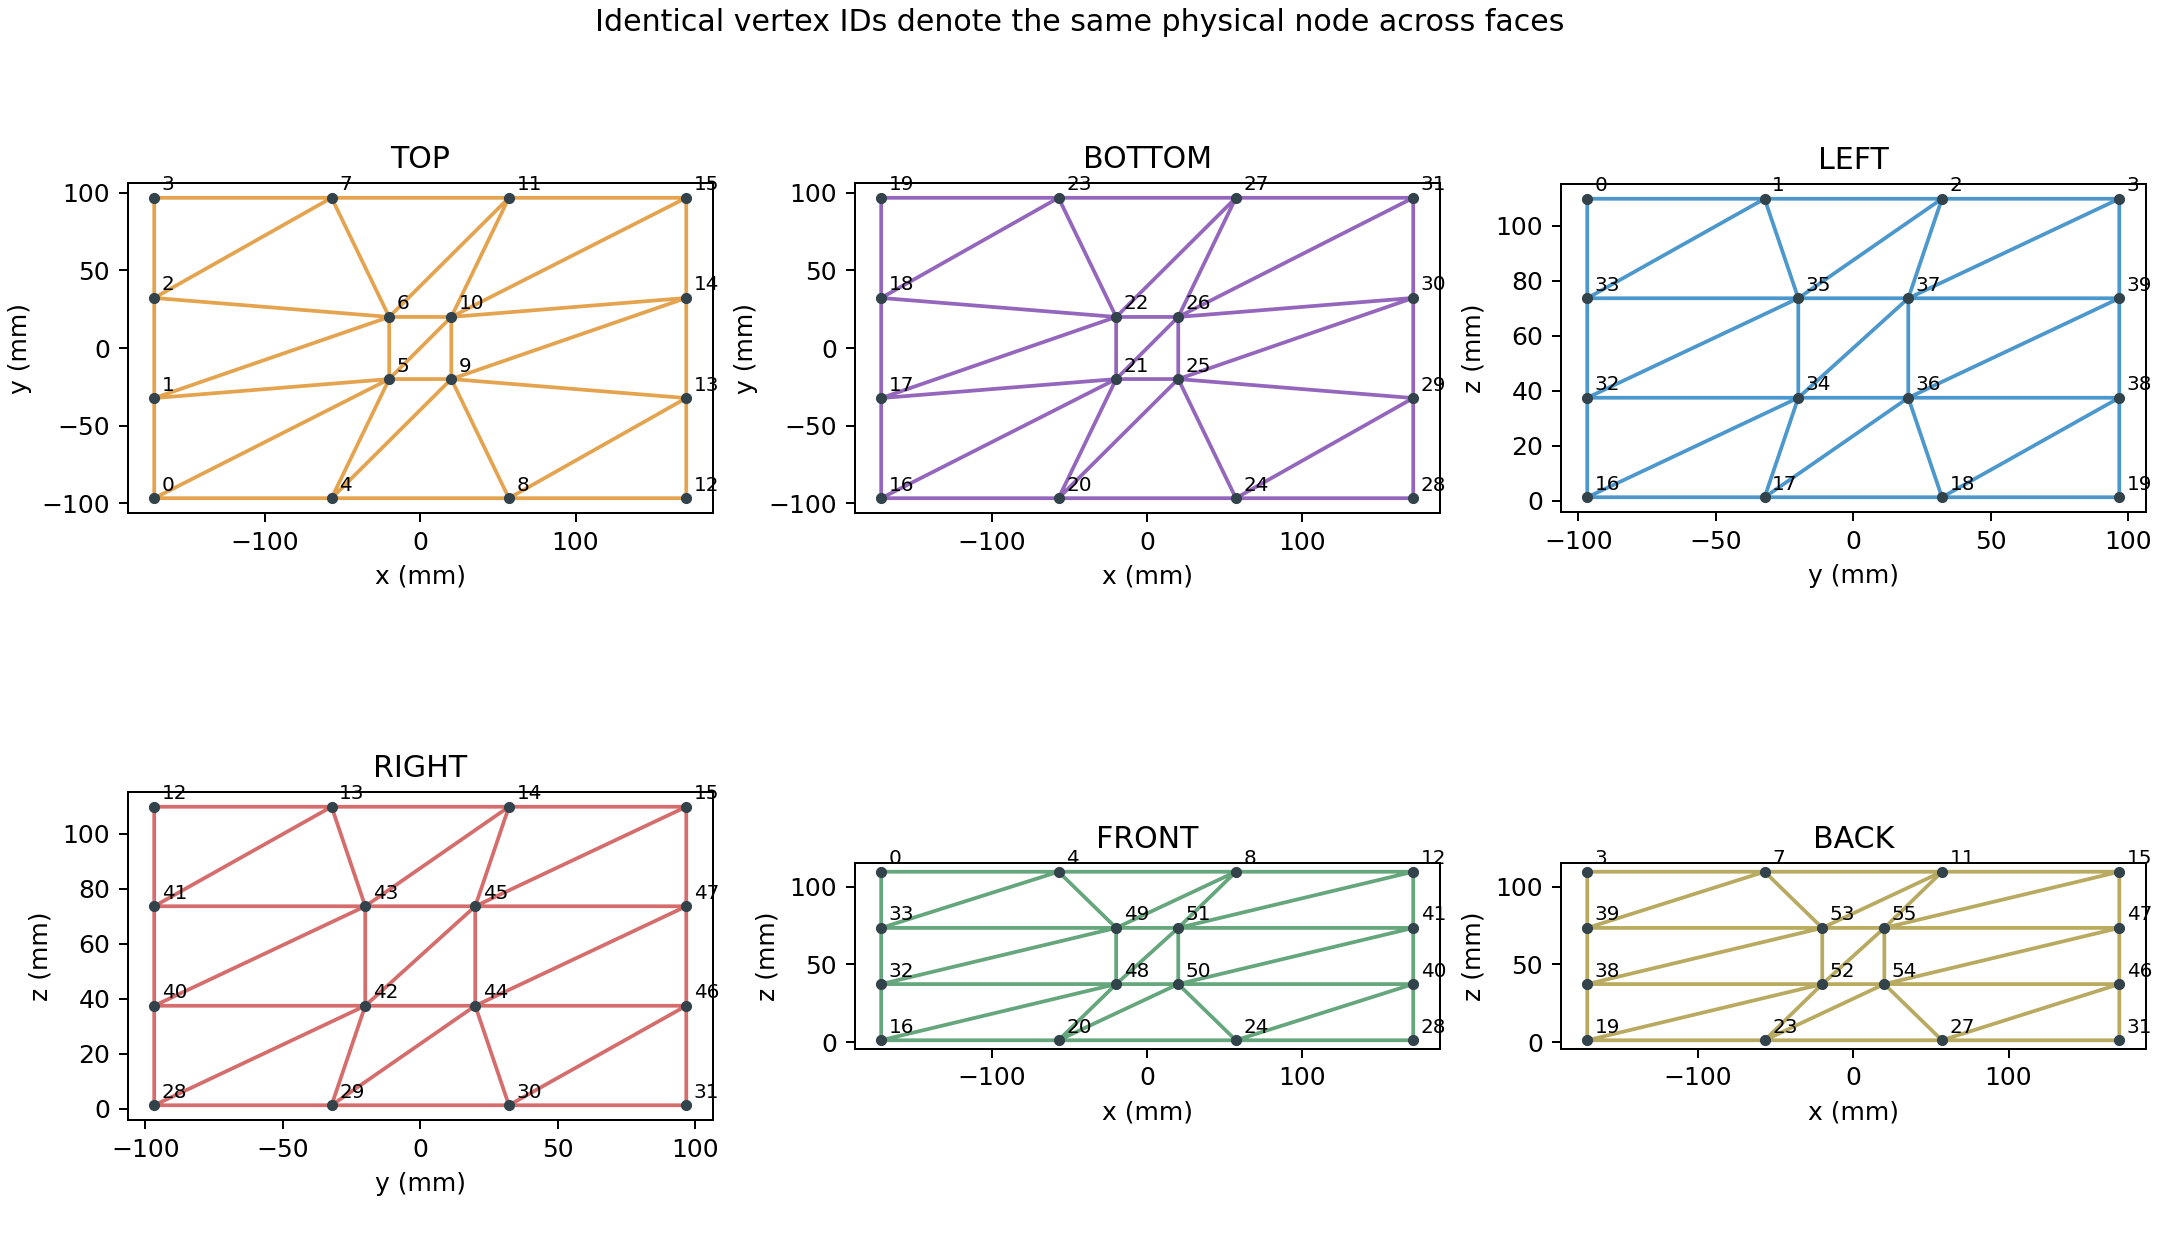 Identical vertex IDs denote the same physical node across faces
TOP
3 7 11 15
2 14
6 10
5 9
1 13
0 4 8 12
100
50
0
−50
−100
y (mm)
−100 0 100
x (mm)
BOTTOM
19 23 27 31
18 30
22 26
21 25
17 29
16 20 24 28
100
50
0
−50
−100
y (mm)
−100 0 100
x (mm)
LEFT
0 1 2 3
33 35 37 39
32 34 36 38
16 17 18 19
100
80
60
40
20
0
z (mm)
−100 −50 0 50 100
y (mm)
RIGHT
12 13 14 15
41 43 45 47
40 42 44 46
28 29 30 31
100
80
60
40
20
0
z (mm)
−100 −50 0 50 100
y (mm)
FRONT
0 4 8 12
33 49 51 41
32 48 50 40
16 20 24 28
100
50
0
z (mm)
−100 0 100
x (mm)
BACK
3 7 11 15
39 53 55 47
38 52 54 46
19 23 27 31
100
50
0
z (mm)
−100 0 100
x (mm)